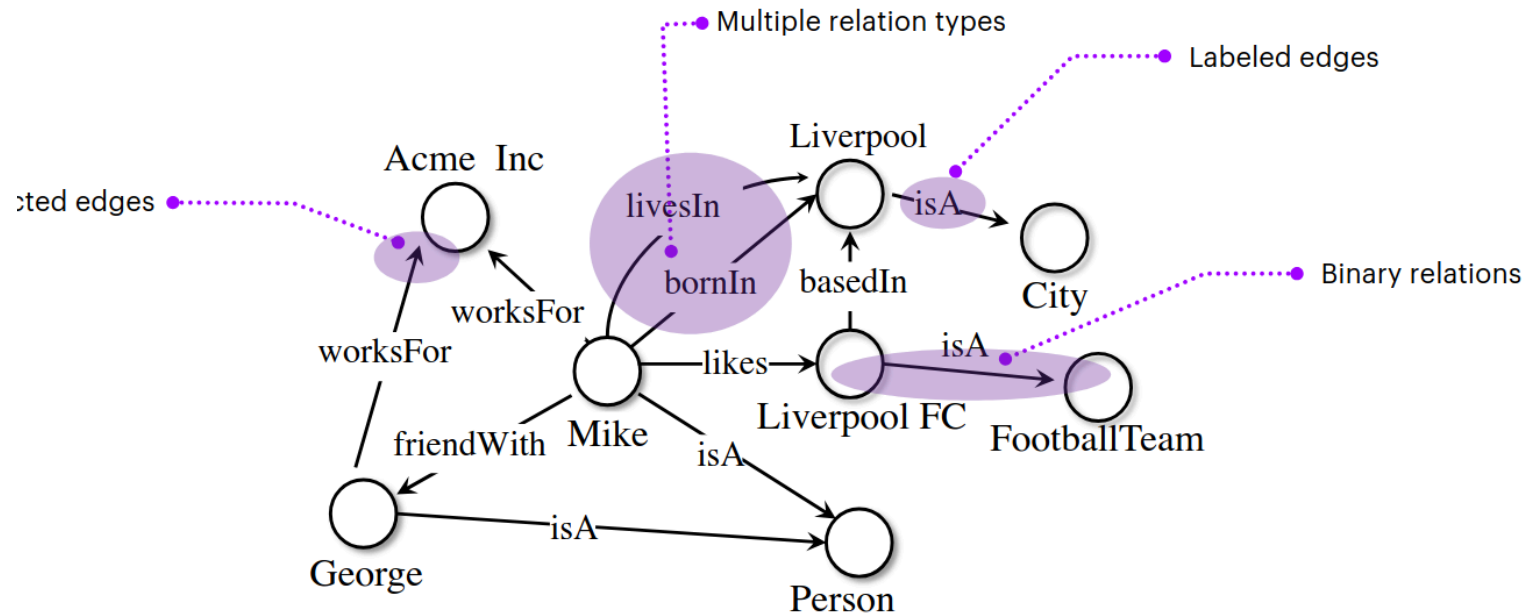 Multiple relation types
Labeled edges
Liverpool
Acme Inc
cted edges
livesIn
isA
bornIn
basedIn
Binary relations
City
worksFor
isA
worksFor
likes
Liverpool FC
FootballTeam
friendWith
Mike
isA
isA
George
Person